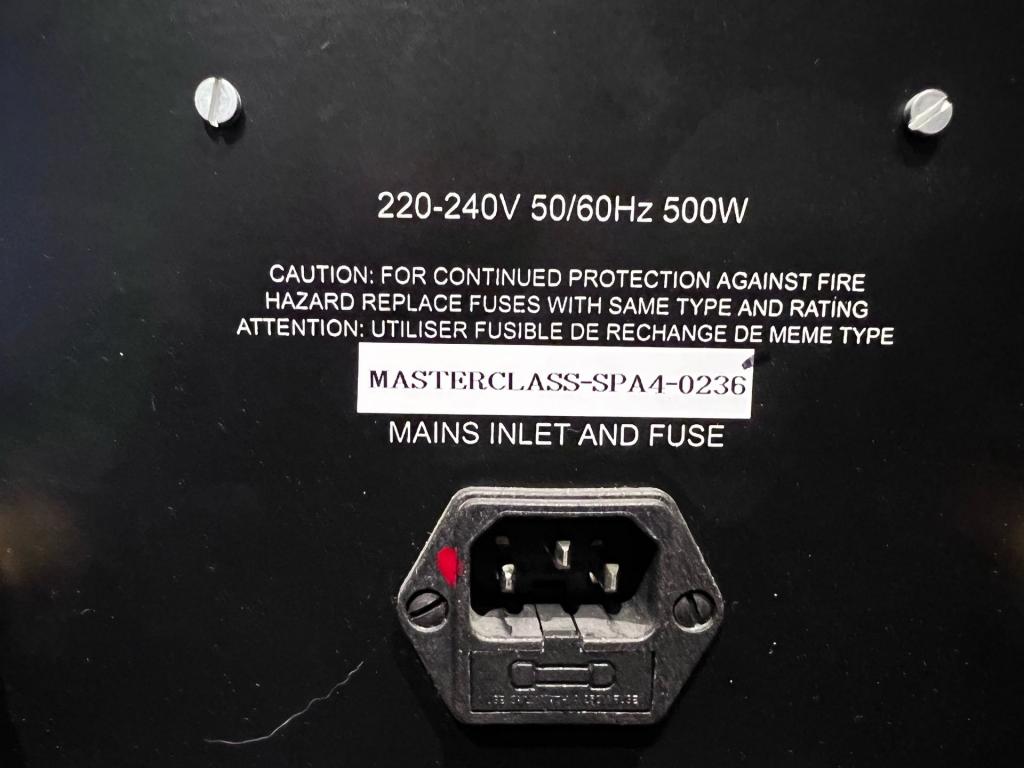 220-240V 50/60Hz 500W
CAUTION: FOR CONTINUED PROTECTION AGAINST FIRE
HAZARD REPLACE FUSES WITH SAME TYPE AND RATING
ATTENTION: UTILISER FUSIBLE DE RECHANGE DE MEME TYPE
MASTERCLASS-SPA4-0236
MAINS INLET AND FUSE